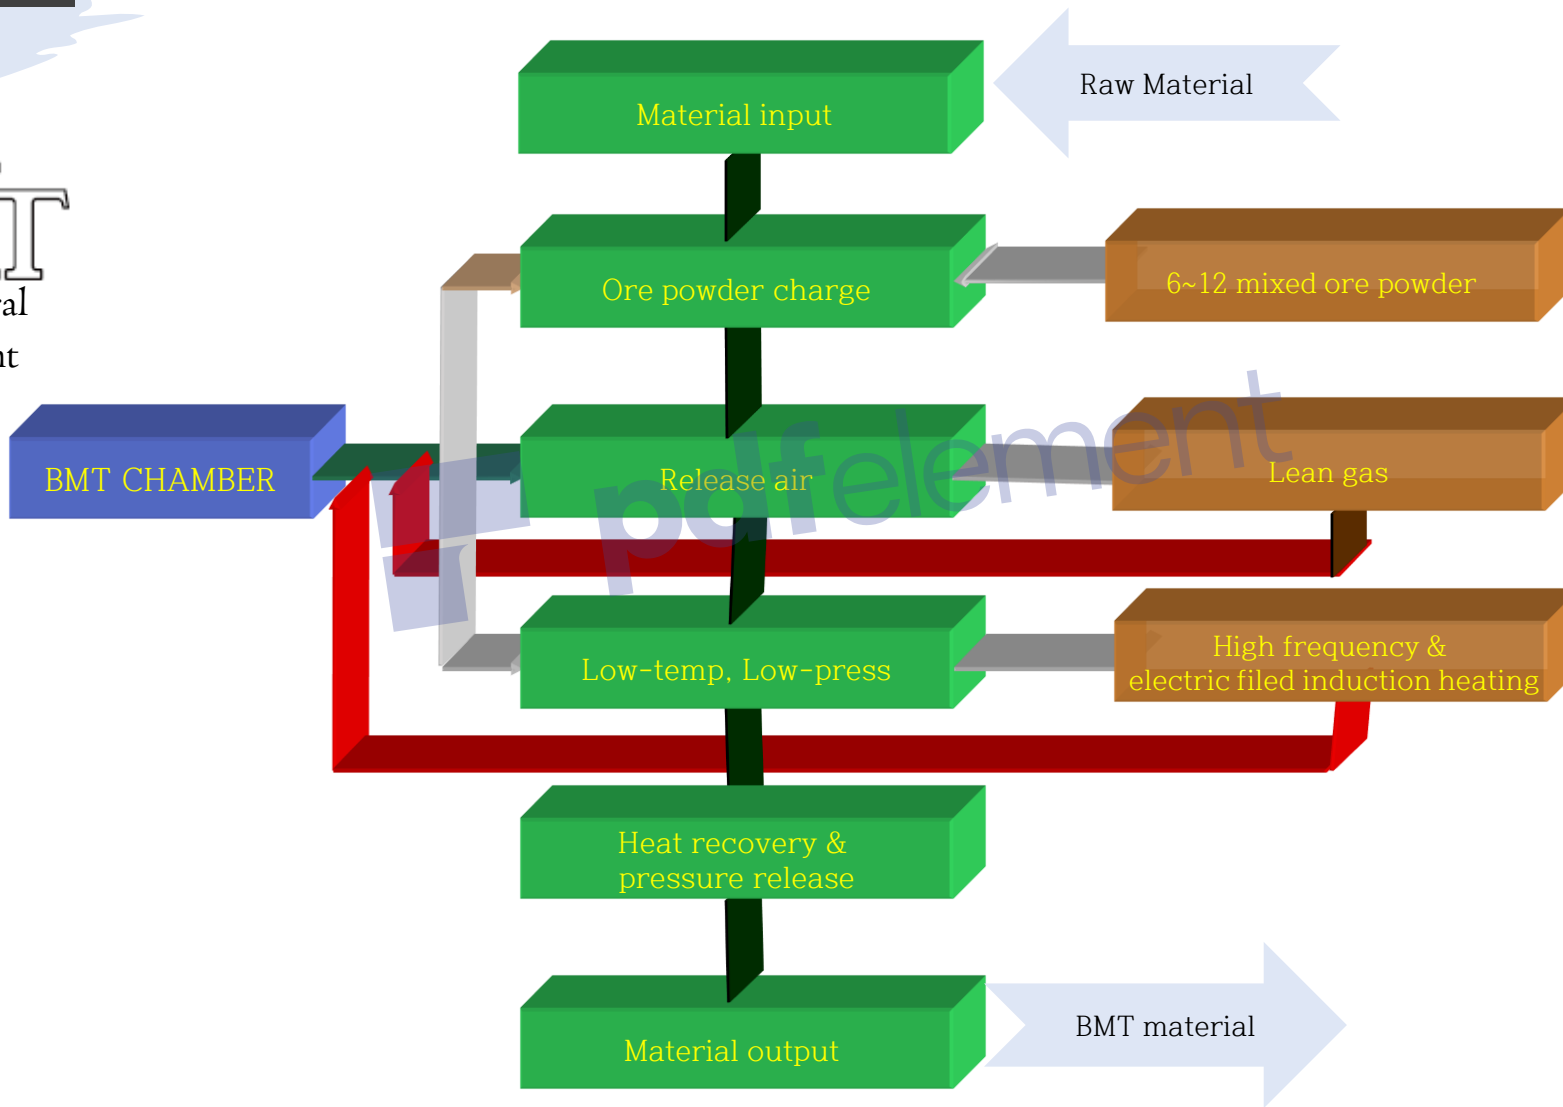 Raw Material
Material input
Ore powder charge
6~12 mixed ore powder
BMT CHAMBER
Release air
Lean gas
pdfelement
Low-temp, Low-press
High frequency &
electric filed induction heating
Heat recovery &
pressure release
Material output
BMT material